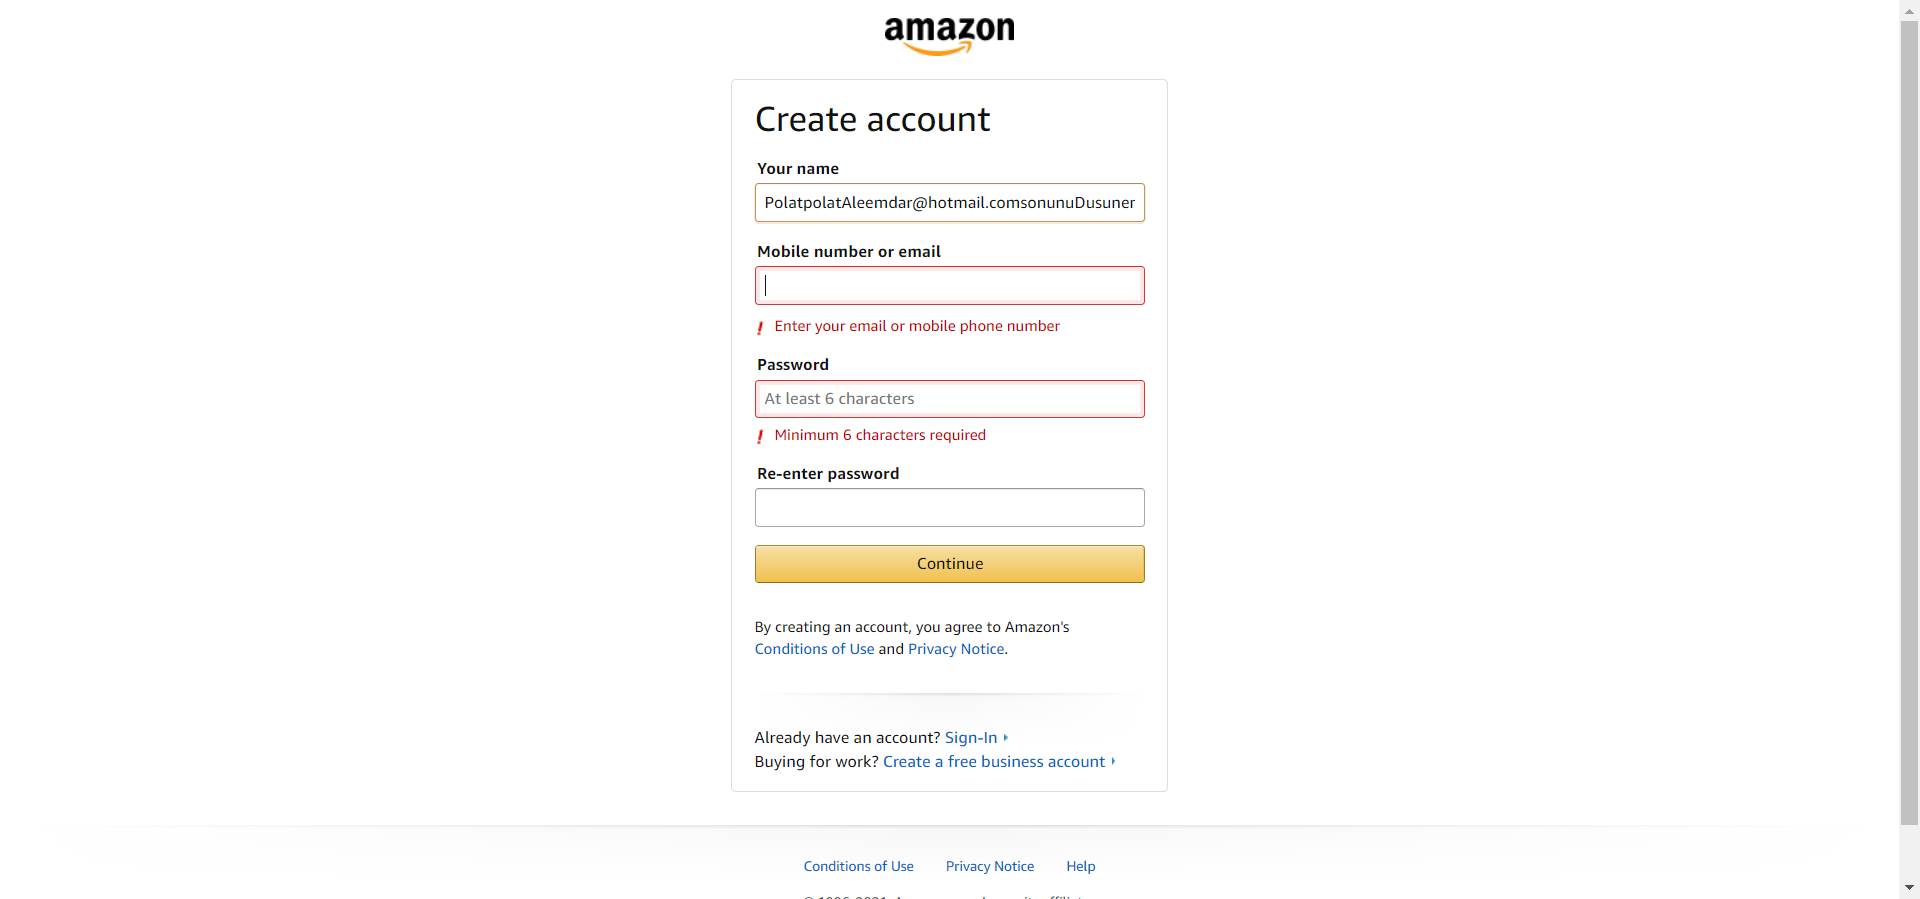 amazon
Create account
Your name
PolatpolatAleemdar@hotmail.comsonunuDusuner
Mobile number or email
Enter your email or mobile phone number
Password
At least 6 characters
Minimum 6 characters required
Re-enter password
Continue
By creating an account, you agree to Amazon's
Conditions of Use and Privacy Notice.
Already have an account? Sign-In
Buying for work? Create a free business account
Conditions of Use Privacy Notice Help